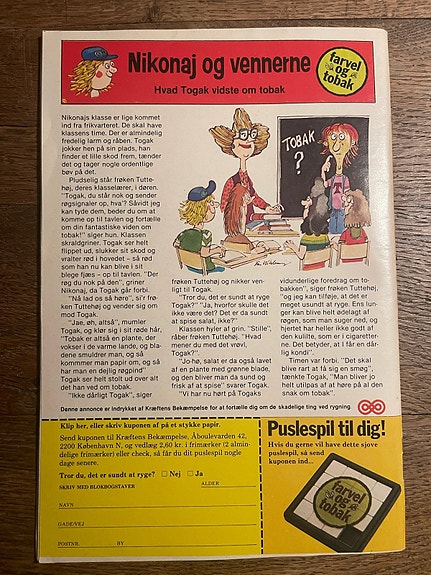 Nikonaj og vennerne
Hvad Togak vidste om tobak
farvel
og
tobak
TOBAK
?
Nikonajs klasse er lige kommet
ind fra frikvarteret. De skal have
klassens time. Der er almindelig
fredelig larm og råben. Togak
jokker hen på sin plads, han
finder et lille skod frem, tænder
det og tager nogle ordentlige
bøv på det.
Pludselig står frøken Tutte-
høj, deres klasselærer, i døren.
"Togak, du står nok og sender
røgsignaler op, hva'? Såvidt jeg
kan tyde dem, beder du om at
komme op til tavlen og fortælle
om din fantastiske viden om
tobak!" siger hun. Klassen
skraldgriner. Togak ser helt
flippet ud, slukker sit skod og
vralter rød i hovedet – så rød
som han nu kan blive i sit
blege fjæs – op til tavlen. "Der
røg du nok på den", griner
Nikonaj, da Togak går forbi.
"Nå lad os så høre", si'r frø-
ken Tuttehøj og vender sig om
mod Togak.
"Jae, øh, altså", mumler
Togak, og klør sig i sit røde hår,
"Tobak er altså en plante, der
vokser i de varme lande, og bla-
derne smuldrer man, og så
kommmer man papir om, og så
har man en dejlig røgpind"
Togak ser helt stolt ud over alt
det han ved om tobak.
"Ikke dårligt Togak", siger
frøken Tuttehøj og nikker ven-
ligt til Togak.
"Tror du, det er sundt at ryge
Togak?" "Ja, hvorfor skulle det
ikke være det? Det er da sundt
at spise salat, ikke?"
Klassen hyler af grin. "Stille",
råber frøken Tuttehøj. "Hvad
mener du med det vrøvl,
Togak?"
"Jo-hø, salat er da også lavet
af en plante med grønne blade,
og den bliver man da sund og
frisk af at spise" svarer Togak.
"Vi har nu hørt på Togaks
vidunderlige foredrag om to-
bakken", siger frøken Tuttehøj,
"og jeg kan tilføje, at det er
meget usundt at ryge. Ens lun-
ger kan blive helt ødelagt af
røgen, som man suger ned, og
hjertet har heller ikke godt af
den kulilte, som er i cigaretter-
ne. Det betyder, at I får en dår-
lig kondi".
Timen var forbi. "Det skal
blive rart at få sig en smøg",
tænkte Togak, "Man bliver jo
helt utilpas af at høre på al den
snak om tobak".
Denne annonce er indrykket af Kræftens Bekæmpelse for at fortælle dig om de skadelige ting ved rygning.
Klip her, eller skriv kuponen af på et stykke papir.
Send kuponen til Kræftens Bekæmpelse, Åboulevarden 42,
2200 København N, og vedlæg 2,60 kr. i frimærker (2 almin-
delige frimærker) eller check, så får du dit puslespil nogle
dage senere.
Tror du, det er sundt at ryge? Nej Ja
SKRIV MED BLOKBOGSTAVER
ALDER
NAVN
GADE/VEJ
POSTNR. BY
Puslespil til dig!
Hvis du gerne vil have dette sjove
puslespil, så send
kuponen ind...
farvel
og
tobak